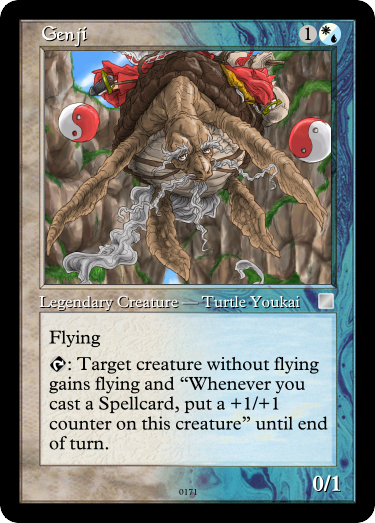 Genji 1
Legendary Creature — Turtle Youkai
Flying
: Target creature without flying
gains flying and “Whenever you
cast a Spellcard, put a +1/+1
counter on this creature” until end
of turn.
0171
0/1